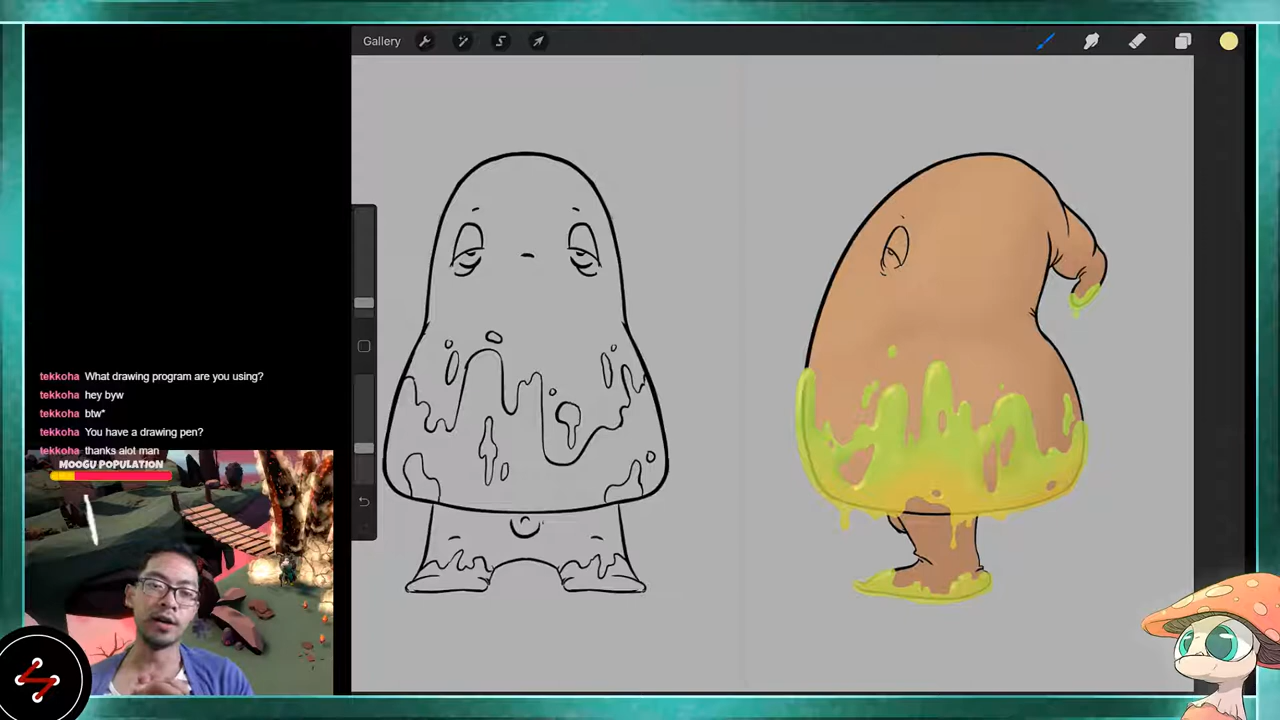 Gallery
tekkoha What drawing program are you using?
tekkoha hey byw
tekkoha btw*
tekkoha You have a drawing pen?
tekkoha thanks alot man
MOOGU POPULATION